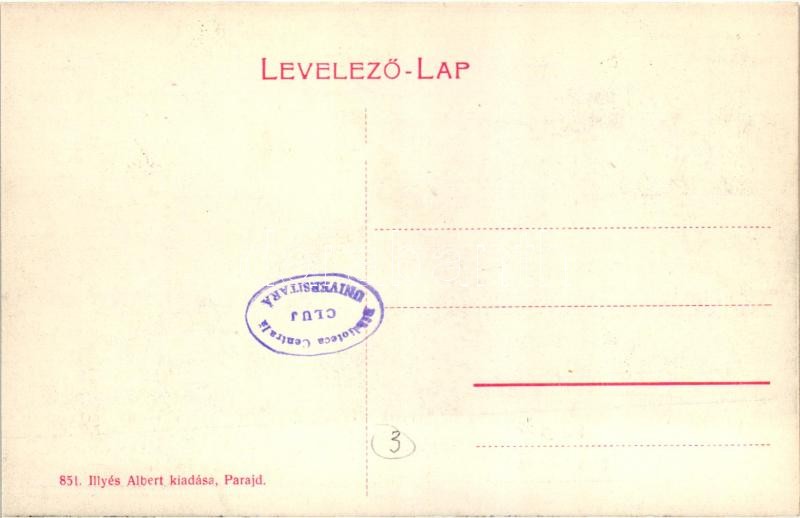 LEVELEZŐ-LAP
Biblioteca Centrală
UNIVERSITARĂ
CLUJ
3
851. Illyés Albert kiadása, Parajd.